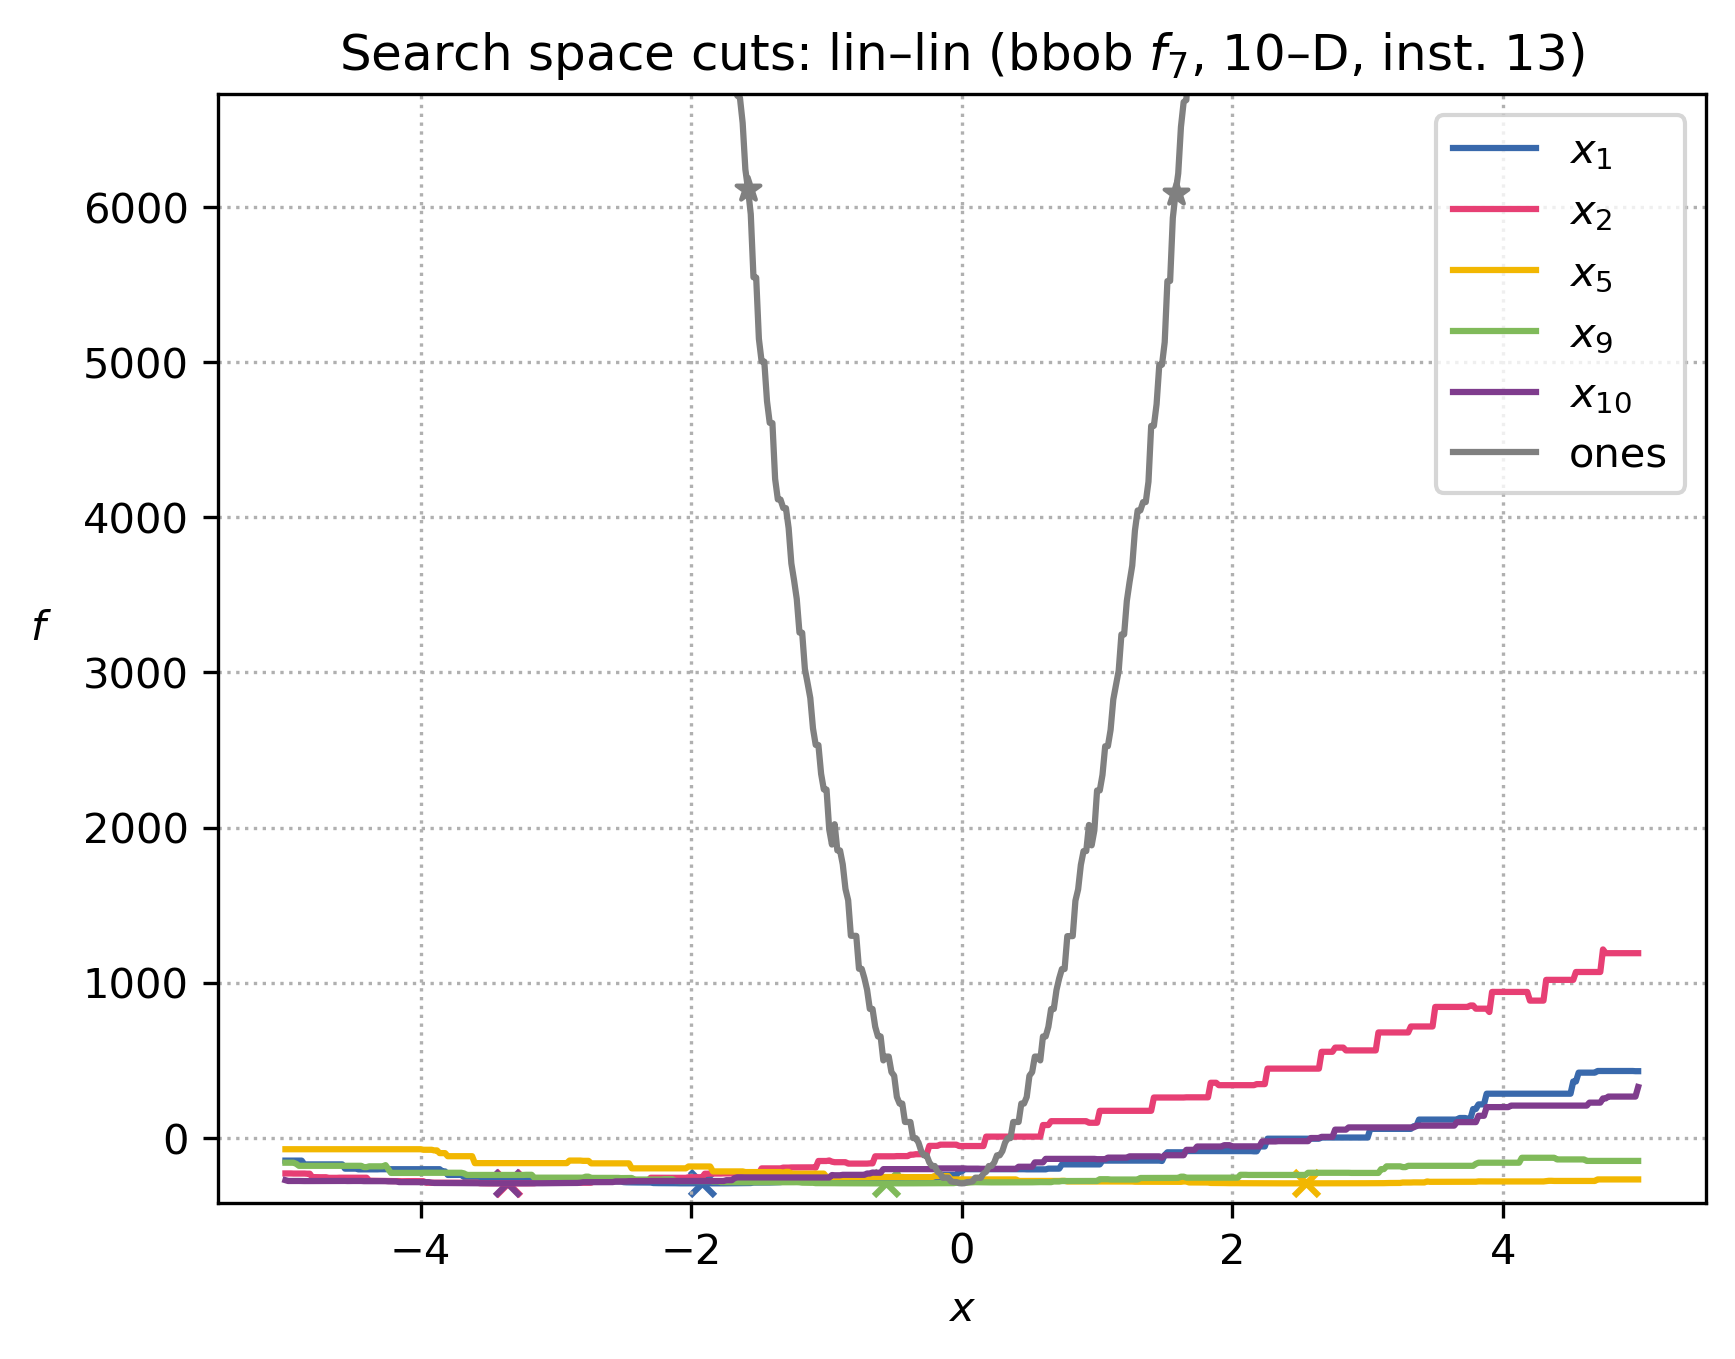 Search space cuts: lin–lin (bbob f₇, 10–D, inst. 13)
x₁
x₂
x₅
x₉
x₁₀
ones
6000
5000
4000
3000
2000
1000
0
f
−4 −2 0 2 4
x